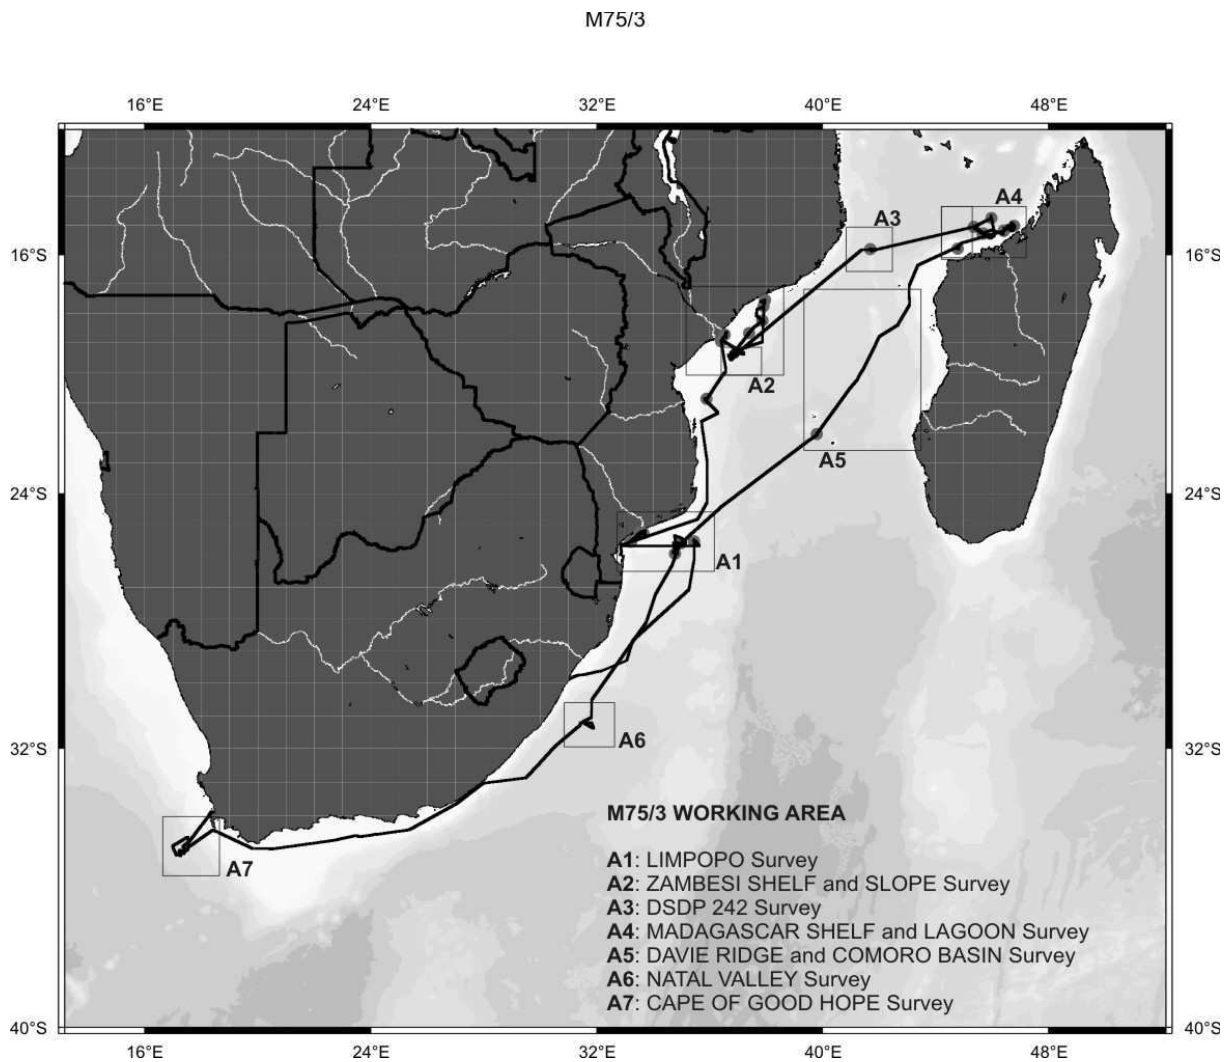 M75/3
16°E 24°E 32°E 40°E 48°E
A4
A3
16°S 16°S
A2
A5
24°S 24°S
A1
32°S A6 32°S
M75/3 WORKING AREA
A7
A1: LIMPOPO Survey
A2: ZAMBESI SHELF and SLOPE Survey
A3: DSDP 242 Survey
A4: MADAGASCAR SHELF and LAGOON Survey
A5: DAVIE RIDGE and COMORO BASIN Survey
A6: NATAL VALLEY Survey
A7: CAPE OF GOOD HOPE Survey
40°S 40°S
16°E 24°E 32°E 40°E 48°E